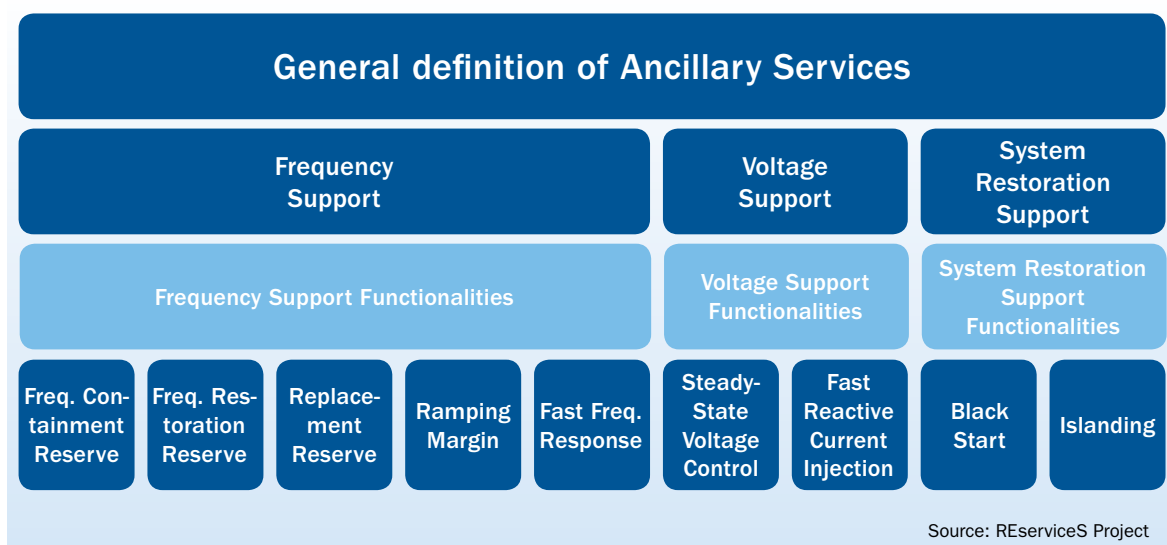 General definition of Ancillary Services
Frequency
Support
Voltage
Support
System
Restoration
Support
Frequency Support Functionalities
Voltage Support
Functionalities
System Restoration
Support
Functionalities
Freq. Con-
tainment
Reserve
Freq. Res-
toration
Reserve
Replace-
ment
Reserve
Ramping
Margin
Fast Freq.
Response
Steady-
State
Voltage
Control
Fast
Reactive
Current
Injection
Black
Start
Islanding
Source: REserviceS Project